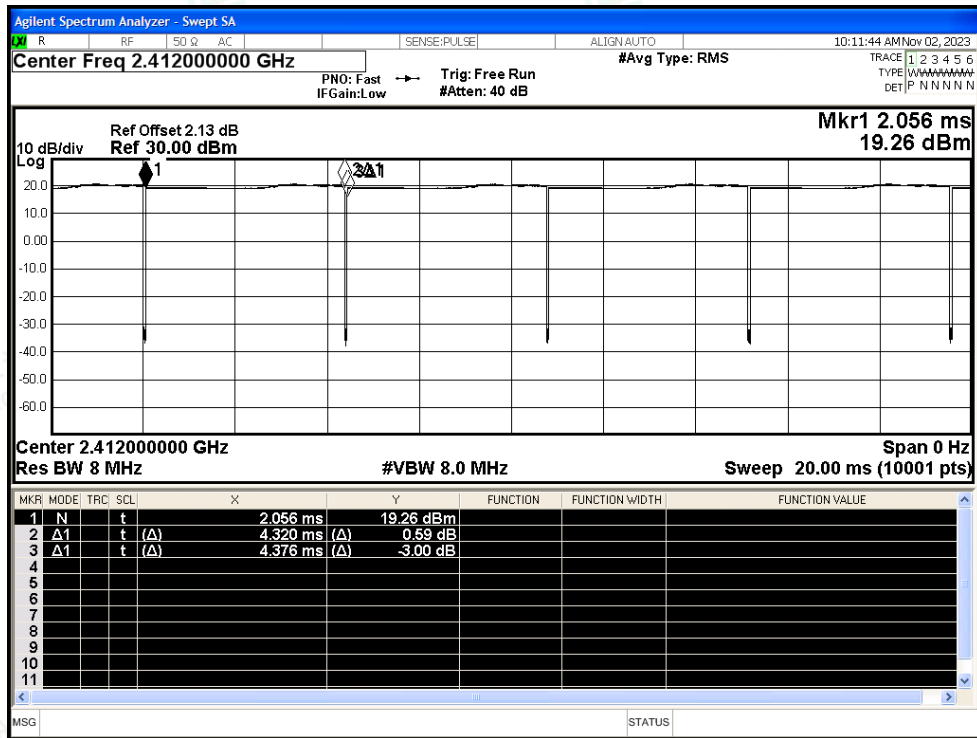 Agilent Spectrum Analyzer - Swept SA
LXI R RF 50 Ω AC SENSE:PULSE ALIGN AUTO 10:11:44 AM Nov 02, 2023
Center Freq 2.412000000 GHz #Avg Type: RMS TRACE 1 2 3 4 5 6
PNO: Fast Trig: Free Run TYPE WWWWWW
IFGain:Low #Atten: 40 dB DET P N N N N N
Mkr1 2.056 ms
Ref Offset 2.13 dB
10 dB/div Ref 30.00 dBm 19.26 dBm
Log
1
20.0
10.0
0.00
-10.0
-20.0
-30.0
-40.0
-50.0
-60.0
Center 2.412000000 GHz Span 0 Hz
Res BW 8 MHz #VBW 8.0 MHz Sweep 20.00 ms (10001 pts)
MKR MODE TRC SCL X Y FUNCTION FUNCTION WIDTH FUNCTION VALUE
1 N t 2.056 ms 19.26 dBm
2 Δ1 t (Δ) 4.320 ms (Δ) 0.59 dB
3 Δ1 t (Δ) 4.376 ms (Δ) -3.00 dB
4
5
6
7
8
9
10
11
MSG STATUS